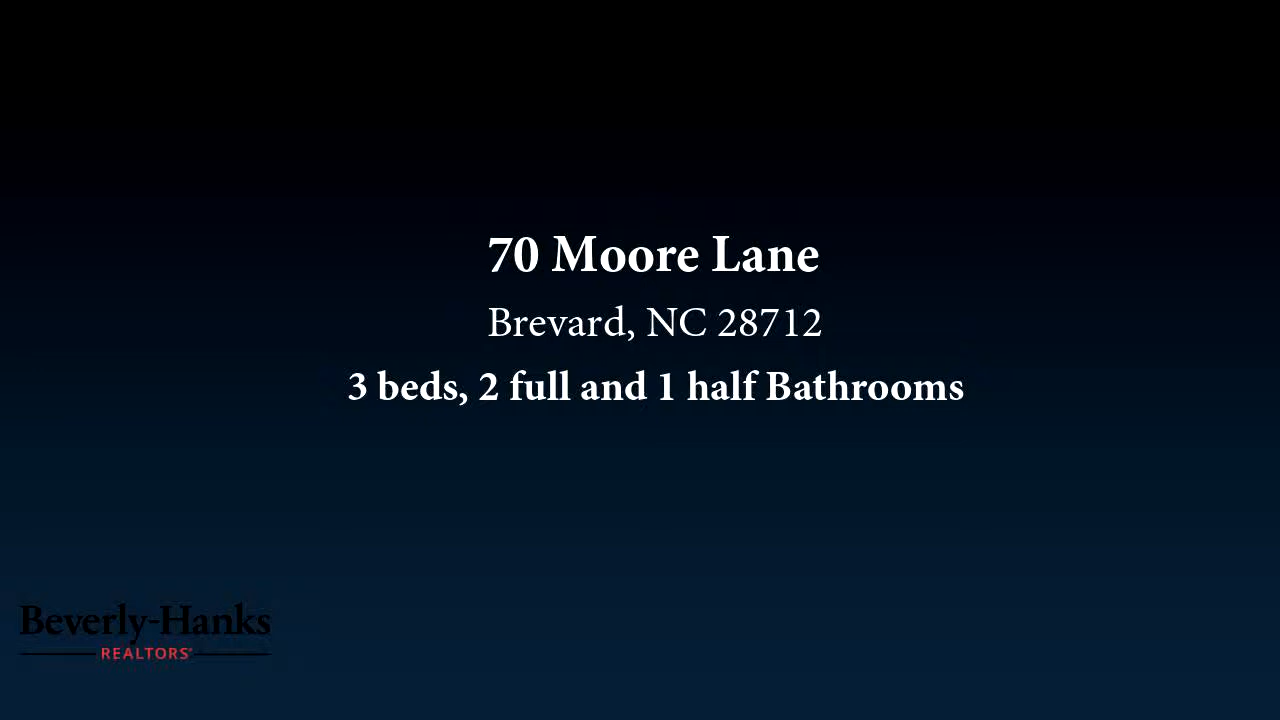 70 Moore Lane
Brevard, NC 28712
3 beds, 2 full and 1 half Bathrooms
Beverly-Hanks
REALTORS®